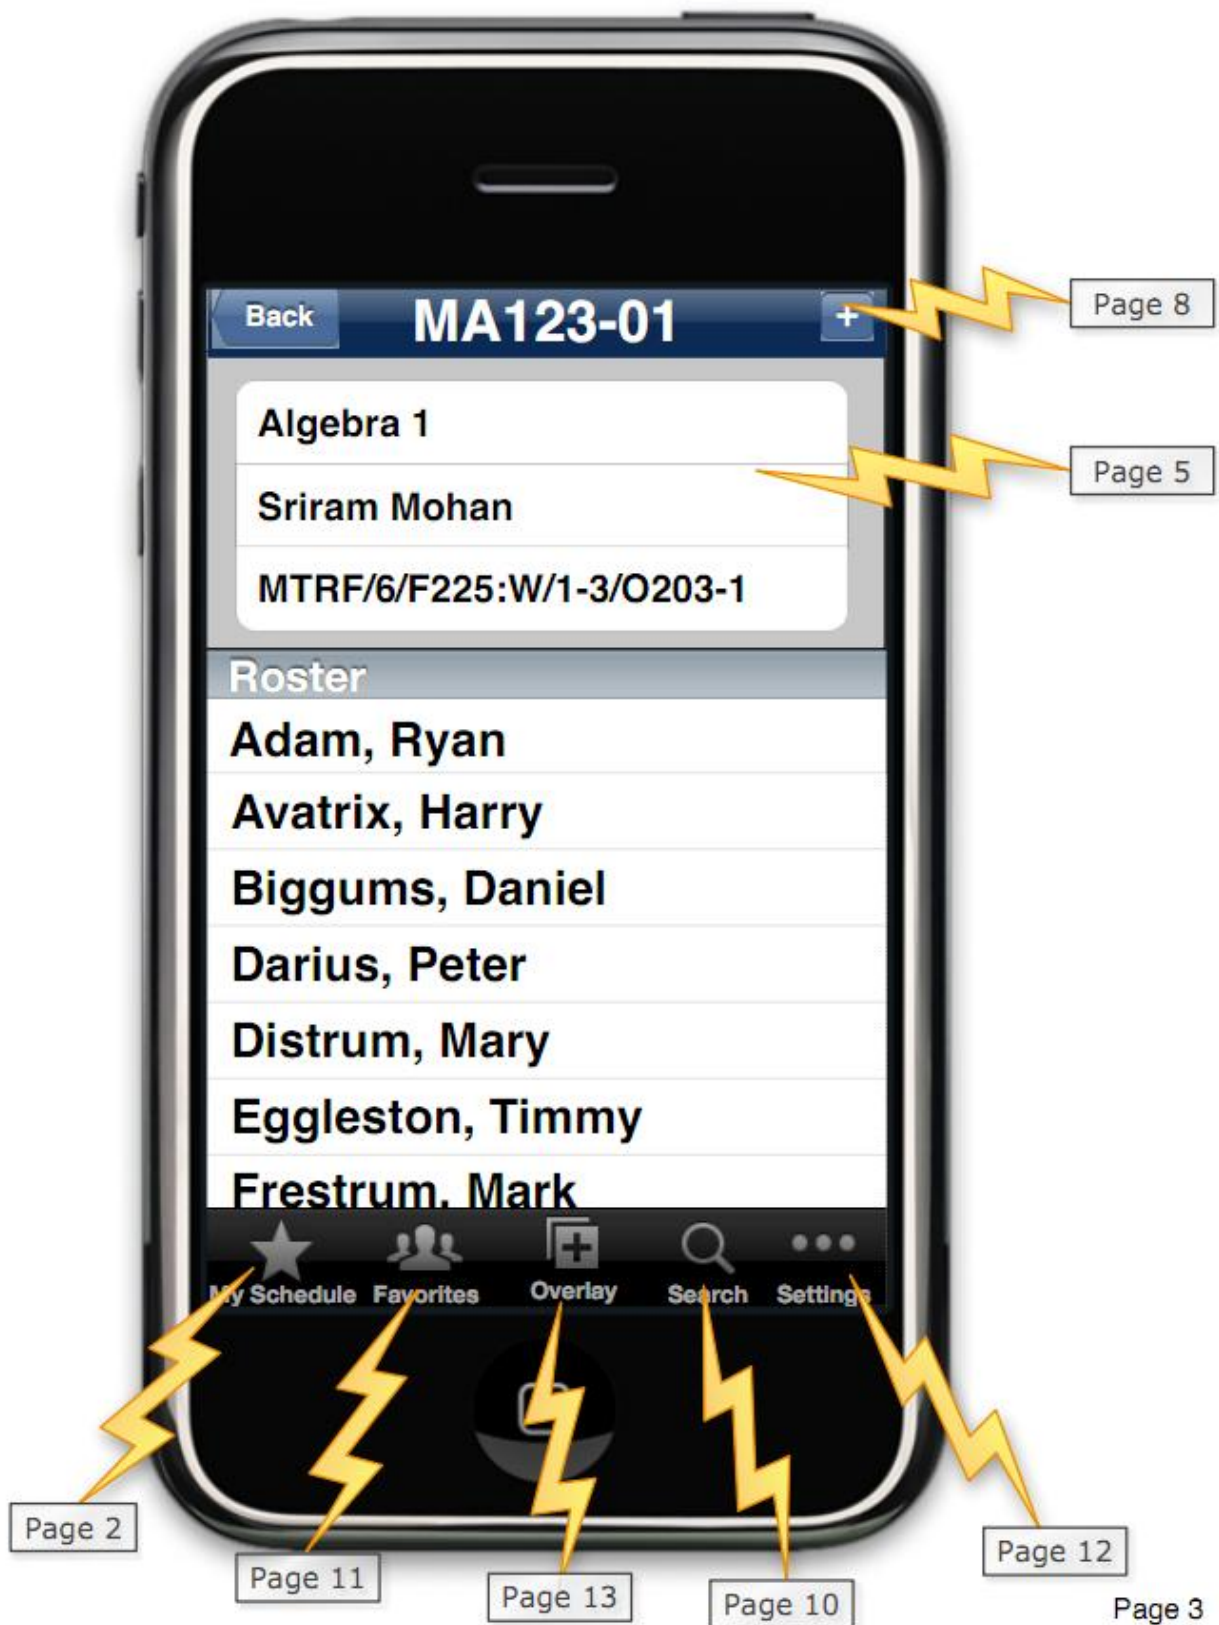 Back MA123-01 +
Page 8
Algebra 1
Page 5
Sriram Mohan
MTRF/6/F225:W/1-3/O203-1
Roster
Adam, Ryan
Avatrix, Harry
Biggums, Daniel
Darius, Peter
Distrum, Mary
Eggleston, Timmy
Frestrum, Mark
My Schedule Favorites Overlay Search Settings
Page 2
Page 11
Page 13
Page 10
Page 12
Page 3